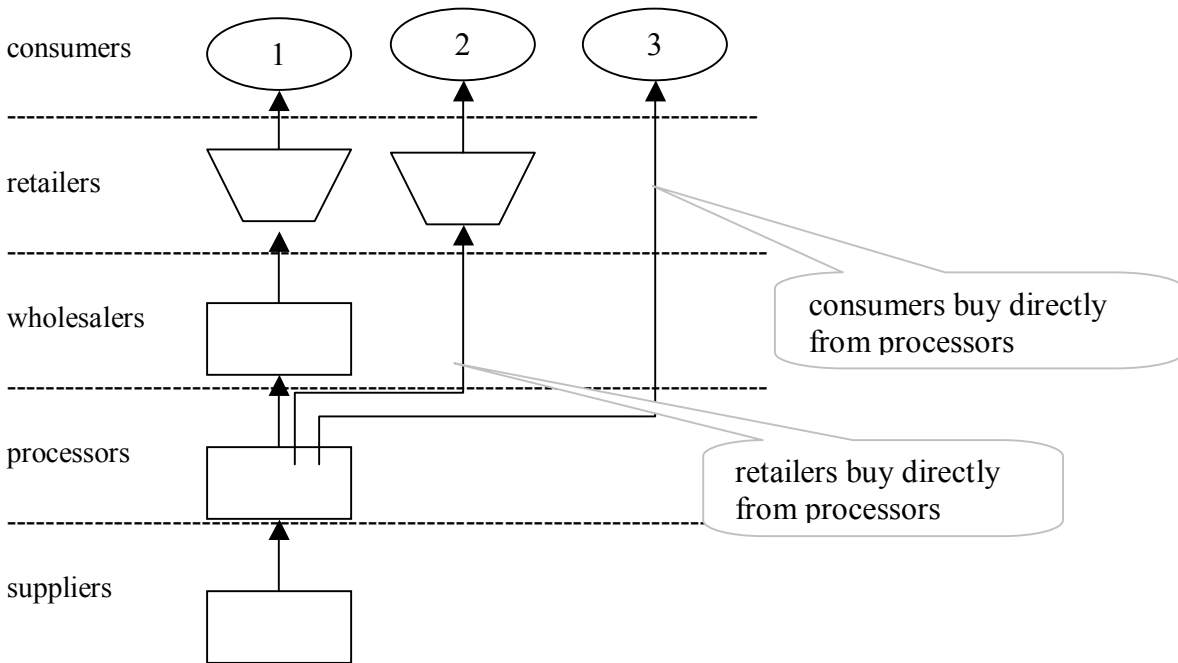 consumers
1
2
3
retailers
wholesalers
consumers buy directly
from processors
processors
retailers buy directly
from processors
suppliers